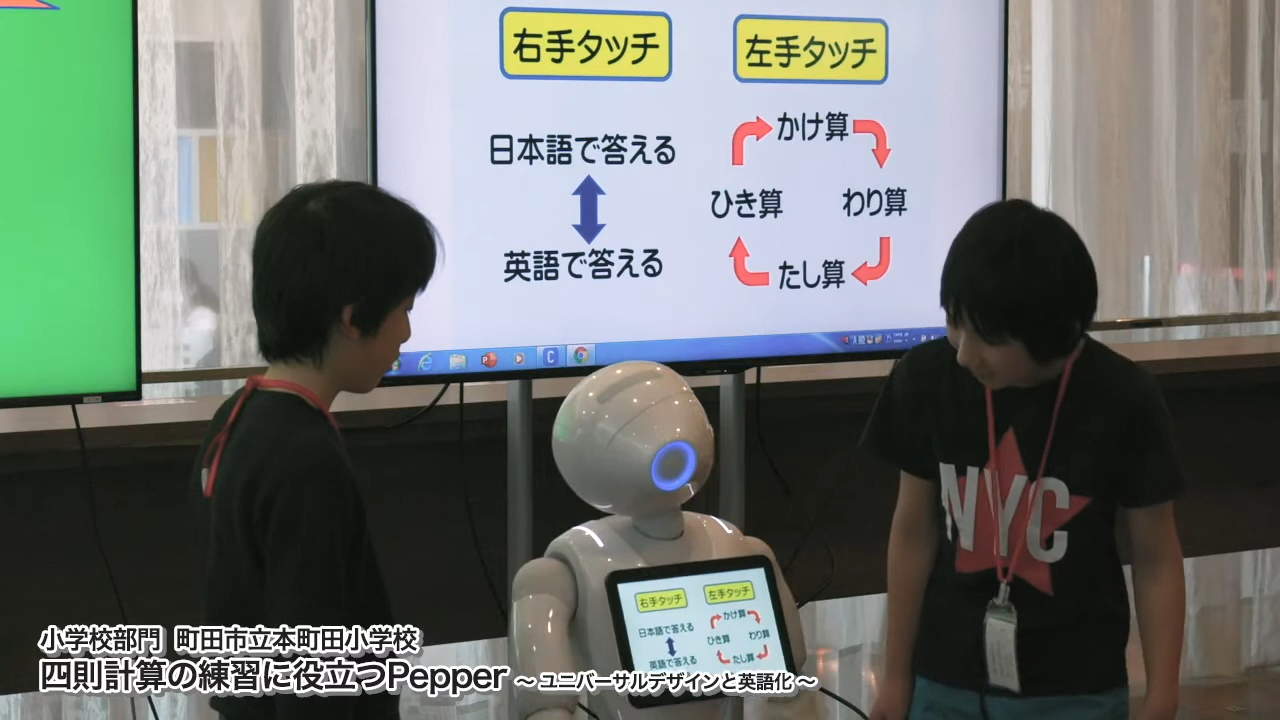 右手タッチ
左手タッチ
日本語で答える
英語で答える
かけ算
ひき算
わり算
たし算
NYC
右手タッチ
左手タッチ
日本語で答える
英語で答える
かけ算
ひき算
わり算
たし算
小学校部門 町田市立本町田小学校
四則計算の練習に役立つPepper ～ ユニバーサルデザインと英語化 ～